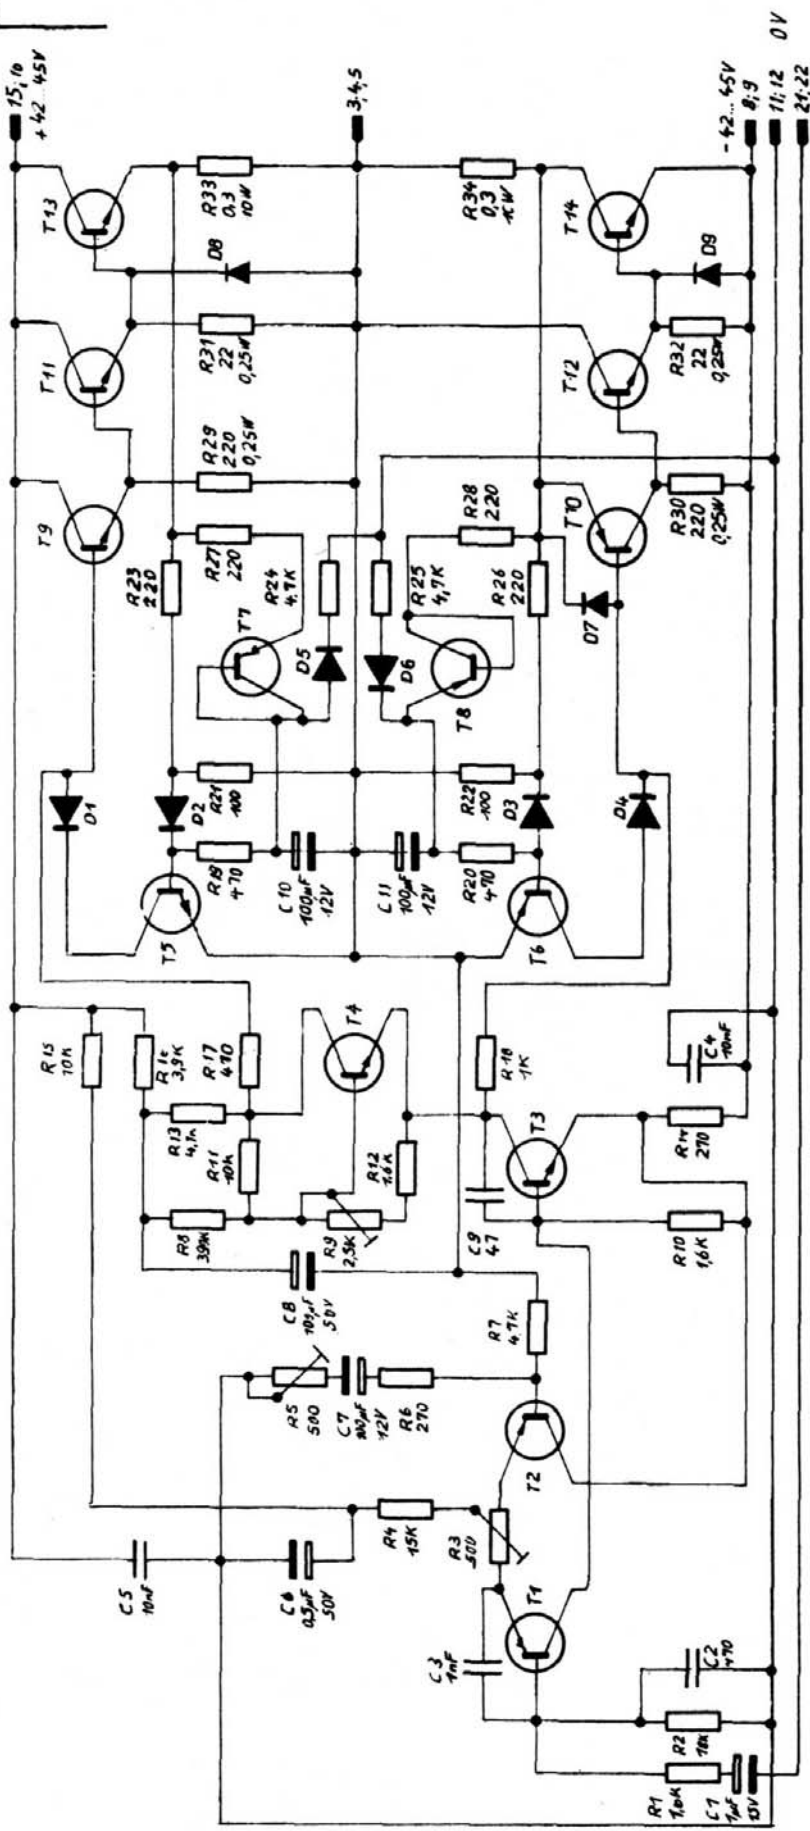 15; 10
+42...45V
3,4,5
-42...45V
8;9
11;12
0V
21;22
T13
R33
0,3
10W
D8
R34
0,3
T14
D9
T11
R31
22
0,25W
T12
R32
22
0,25W
T9
R29
220
0,25W
R28
220
T10
R30
220
0,25W
R23
220
R27
220
R24
4,7K
R25
4,7K
R26
220
D7
T7
D5
D6
T8
D1
D2
R21
100
R22
100
D3
D4
R19
470
C10
100µF
12V
C11
100µF
12V
R20
470
T5
T6
R15
10K
3,9K
R17
470
T4
R18
1K
C4
10nF
R13
R11
10k
R12
1,6K
T3
R14
270
R8
R9
2,5K
C9
47
R10
1,6K
C8
50V
R7
4,7K
R5
500
C7
100µF
12V
R6
270
T2
R4
15K
R3
500
C5
10nF
C6
0,5µF
50V
T1
C3
1nF
C2
470
R2
18K
R1
C1
1µF